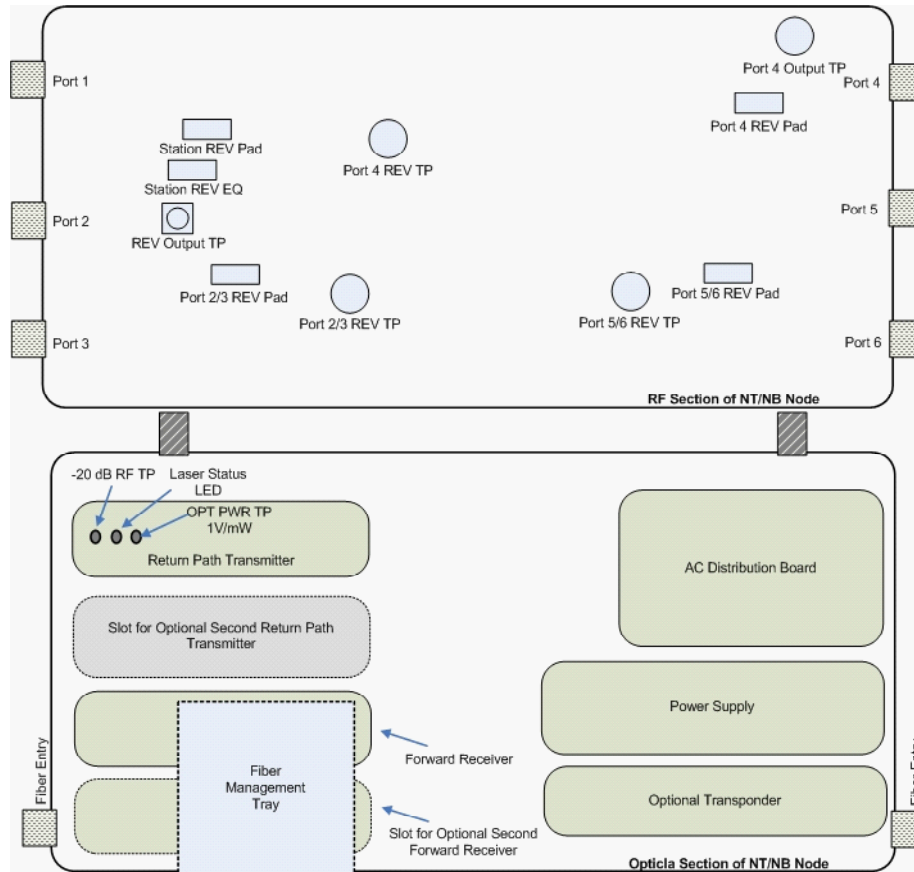 Port 4 Output TP
Port 1
Port 4
Port 4 REV Pad
Station REV Pad
Port 4 REV TP
Station REV EQ
Port 2
Port 5
REV Output TP
Port 2/3 REV Pad
Port 5/6 REV Pad
Port 2/3 REV TP
Port 5/6 REV TP
Port 3
Port 6
RF Section of NT/NB Node
-20 dB RF TP
Laser Status
LED
OPT PWR TP
1V/mW
Return Path Transmitter
AC Distribution Board
Slot for Optional Second Return Path
Transmitter
Power Supply
Forward Receiver
Fiber
Management
Tray
Fiber Entry
Fiber Entry
Optional Transponder
Slot for Optional Second
Forward Receiver
Opticla Section of NT/NB Node